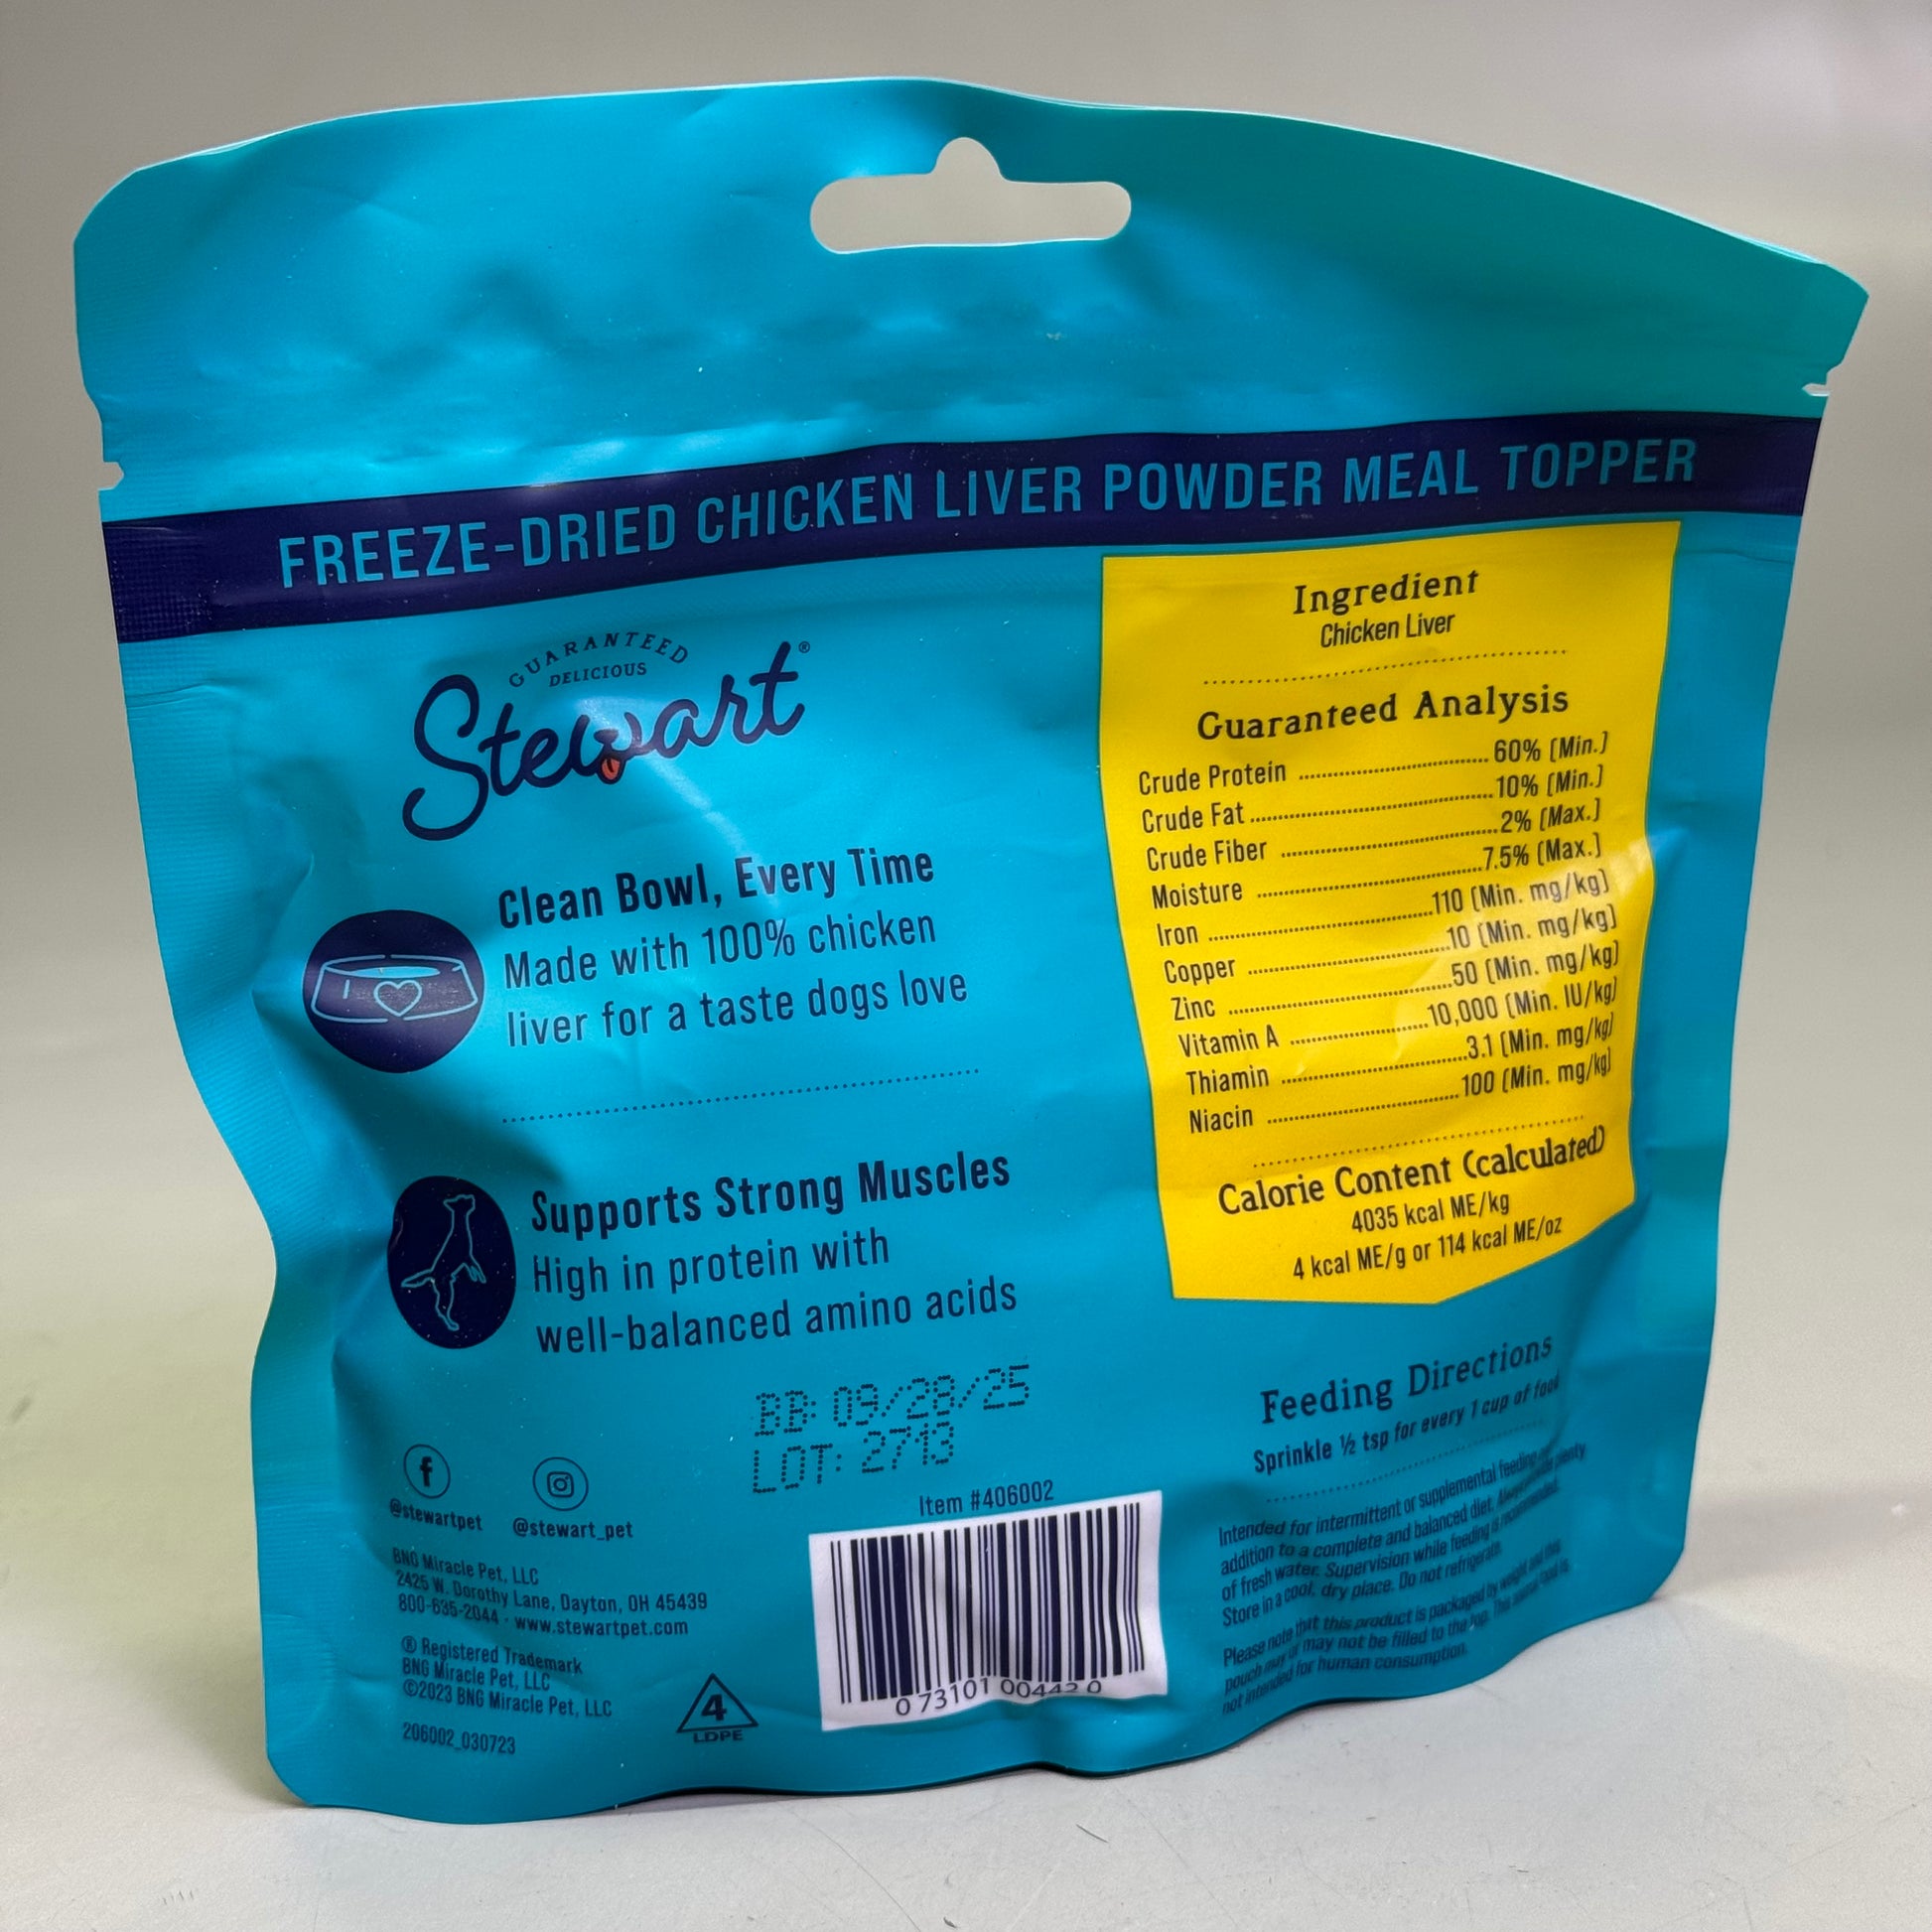 FREEZE-DRIED CHICKEN LIVER POWDER MEAL TOPPER
GUARANTEED
DELICIOUS
Stewart®
Clean Bowl, Every Time
Made with 100% chicken
liver for a taste dogs love
Supports Strong Muscles
High in protein with
well-balanced amino acids
BB: 09/28/25
LOT: 2713
@stewartpet
@stewart_pet
BNG Miracle Pet, LLC
2425 W. Dorothy Lane, Dayton, OH 45439
800-635-2044 · www.stewartpet.com
® Registered Trademark
BNG Miracle Pet, LLC
©2023 BNG Miracle Pet, LLC
206002_030723
4
LDPE
Item #406002
0 73101 00442 0
Ingredient
Chicken Liver
Guaranteed Analysis
Crude Protein ........ 60% (Min.)
Crude Fat ........ 10% (Min.)
Crude Fiber ........ 2% (Max.)
Moisture ........ 7.5% (Max.)
Iron ........ 110 (Min. mg/kg)
Copper ........ 10 (Min. mg/kg)
Zinc ........ 50 (Min. mg/kg)
Vitamin A ........ 10,000 (Min. IU/kg)
Thiamin ........ 3.1 (Min. mg/kg)
Niacin ........ 100 (Min. mg/kg)
Calorie Content (calculated)
4035 kcal ME/kg
4 kcal ME/g or 114 kcal ME/oz
Feeding Directions
Sprinkle ½ tsp for every 1 cup of food
Intended for intermittent or supplemental feeding plenty
addition to a complete and balanced diet. Always
of fresh water. Supervision while feeding is recommended.
Store in a cool, dry place. Do not refrigerate.
Please note that this product is packaged by weight and this
pouch may or may not be filled to the top. This is
not intended for human consumption.